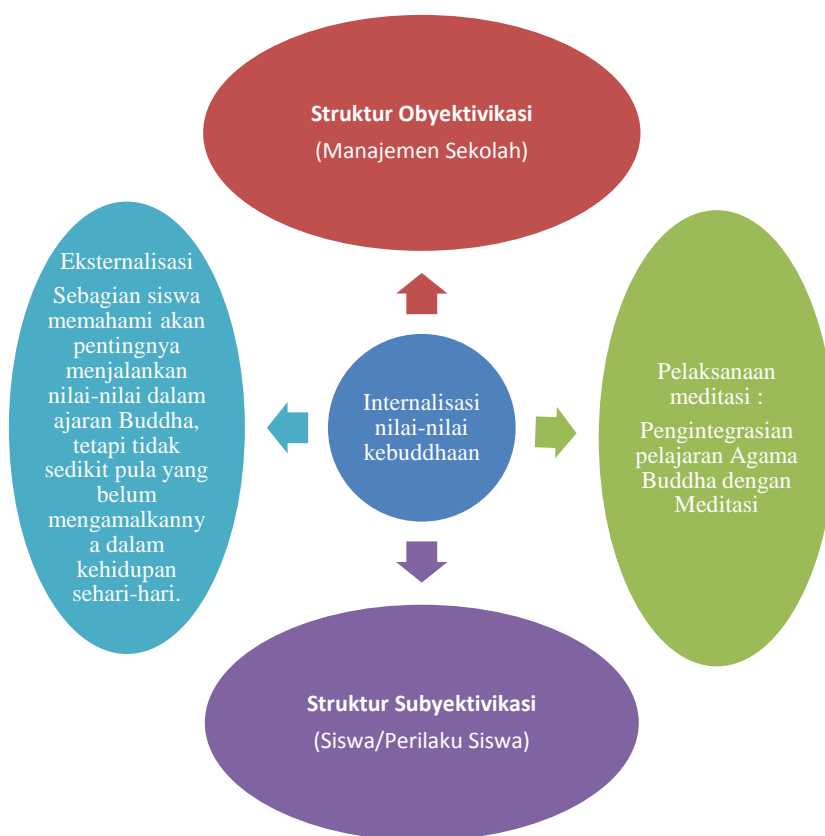 Struktur Obyektivikasi
(Manajemen Sekolah)
Eksternalisasi
Sebagian siswa
memahami akan
pentingnya
menjalankan
nilai-nilai dalam
ajaran Buddha,
tetapi tidak
sedikit pula yang
belum
mengamalkanny
a dalam
kehidupan
sehari-hari.
Internalisasi
nilai-nilai
kebuddhaan
Pelaksanaan
meditasi :
Pengintegrasian
pelajaran Agama
Buddha dengan
Meditasi
Struktur Subyektivikasi
(Siswa/Perilaku Siswa)